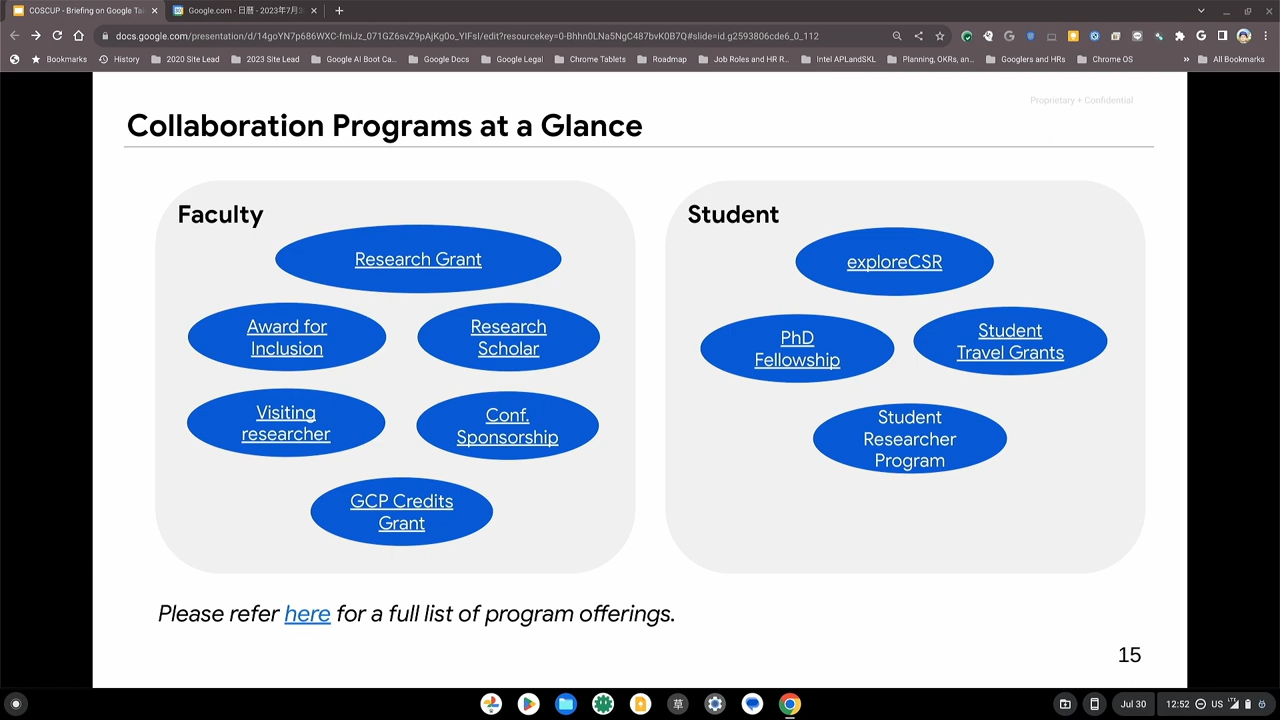 COSCUP - Briefing on Google Tai
Google.com - 日曆 - 2023年7月3
docs.google.com/presentation/d/14goYN7p686WXC-fmiJz_071GZ6svZ9pAjKg0o_YIFsI/edit?resourcekey=0-Bhhn0LNa5NgC487bvK0B7Q#slide=id.g2593806cde6_0_112
Bookmarks
History
2020 Site Lead
2023 Site Lead
Google AI Boot Ca...
Google Docs
Google Legal
Chrome Tablets
Roadmap
Job Roles and HR R...
Intel APLandSKL
Planning, OKRs, an...
Googlers and HRs
Chrome OS
»
All Bookmarks
Proprietary + Confidential
Collaboration Programs at a Glance
Faculty
Research Grant
Award for
Inclusion
Research
Scholar
Visiting
researcher
Conf.
Sponsorship
GCP Credits
Grant
Student
exploreCSR
PhD
Fellowship
Student
Travel Grants
Student
Researcher
Program
Please refer here for a full list of program offerings.
15
草
Jul 30
12:52
US